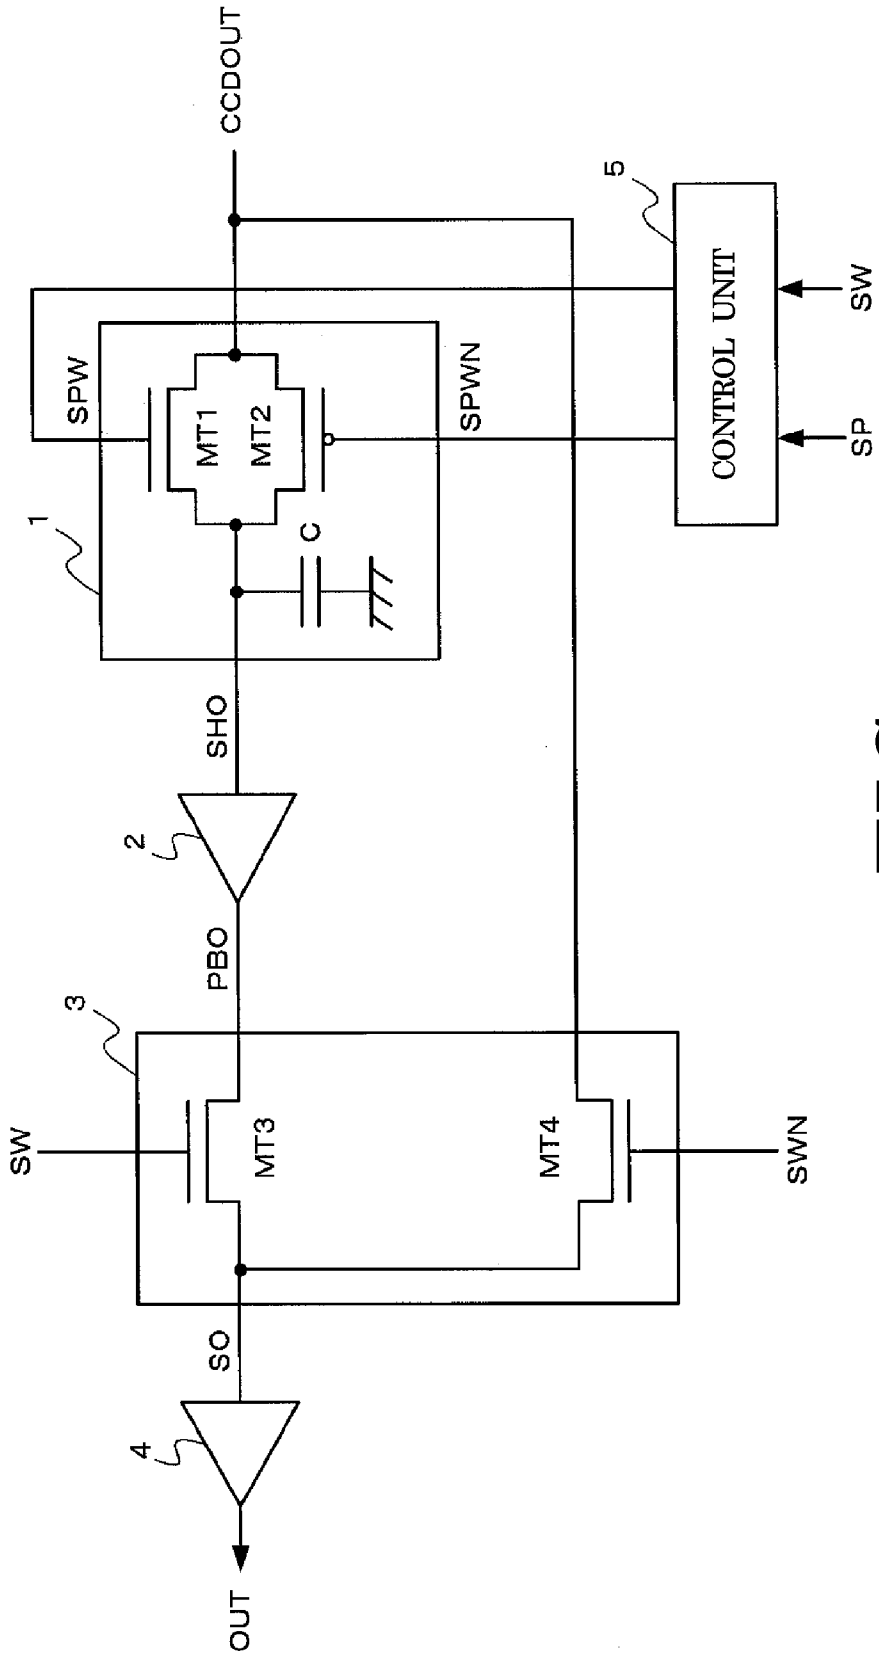 SW
1
3
SPW
2
4
MT1
OUT
SO
PBO
SHO
CCDOUT
MT3
MT2
C
SPWN
MT4
5
CONTROL UNIT
SWN
SP
SW